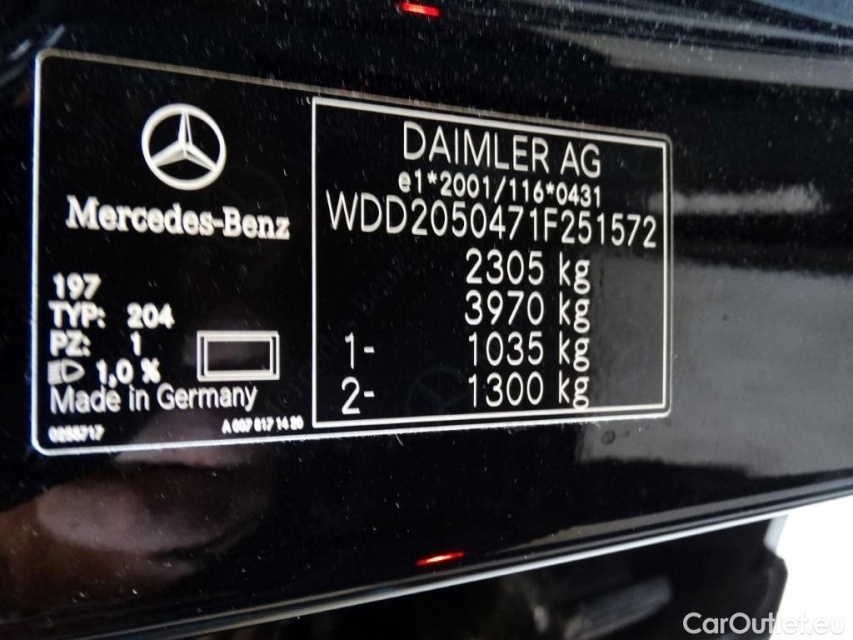 Mercedes-Benz
197
TYP: 204
PZ: 1
1,0 %
Made in Germany
0255717
A 007 817 14 20
DAIMLER AG
e1*2001/116*0431
WDD2050471F251572
2305 kg
3970 kg
1- 1035 kg
2- 1300 kg
CarOutlet.eu